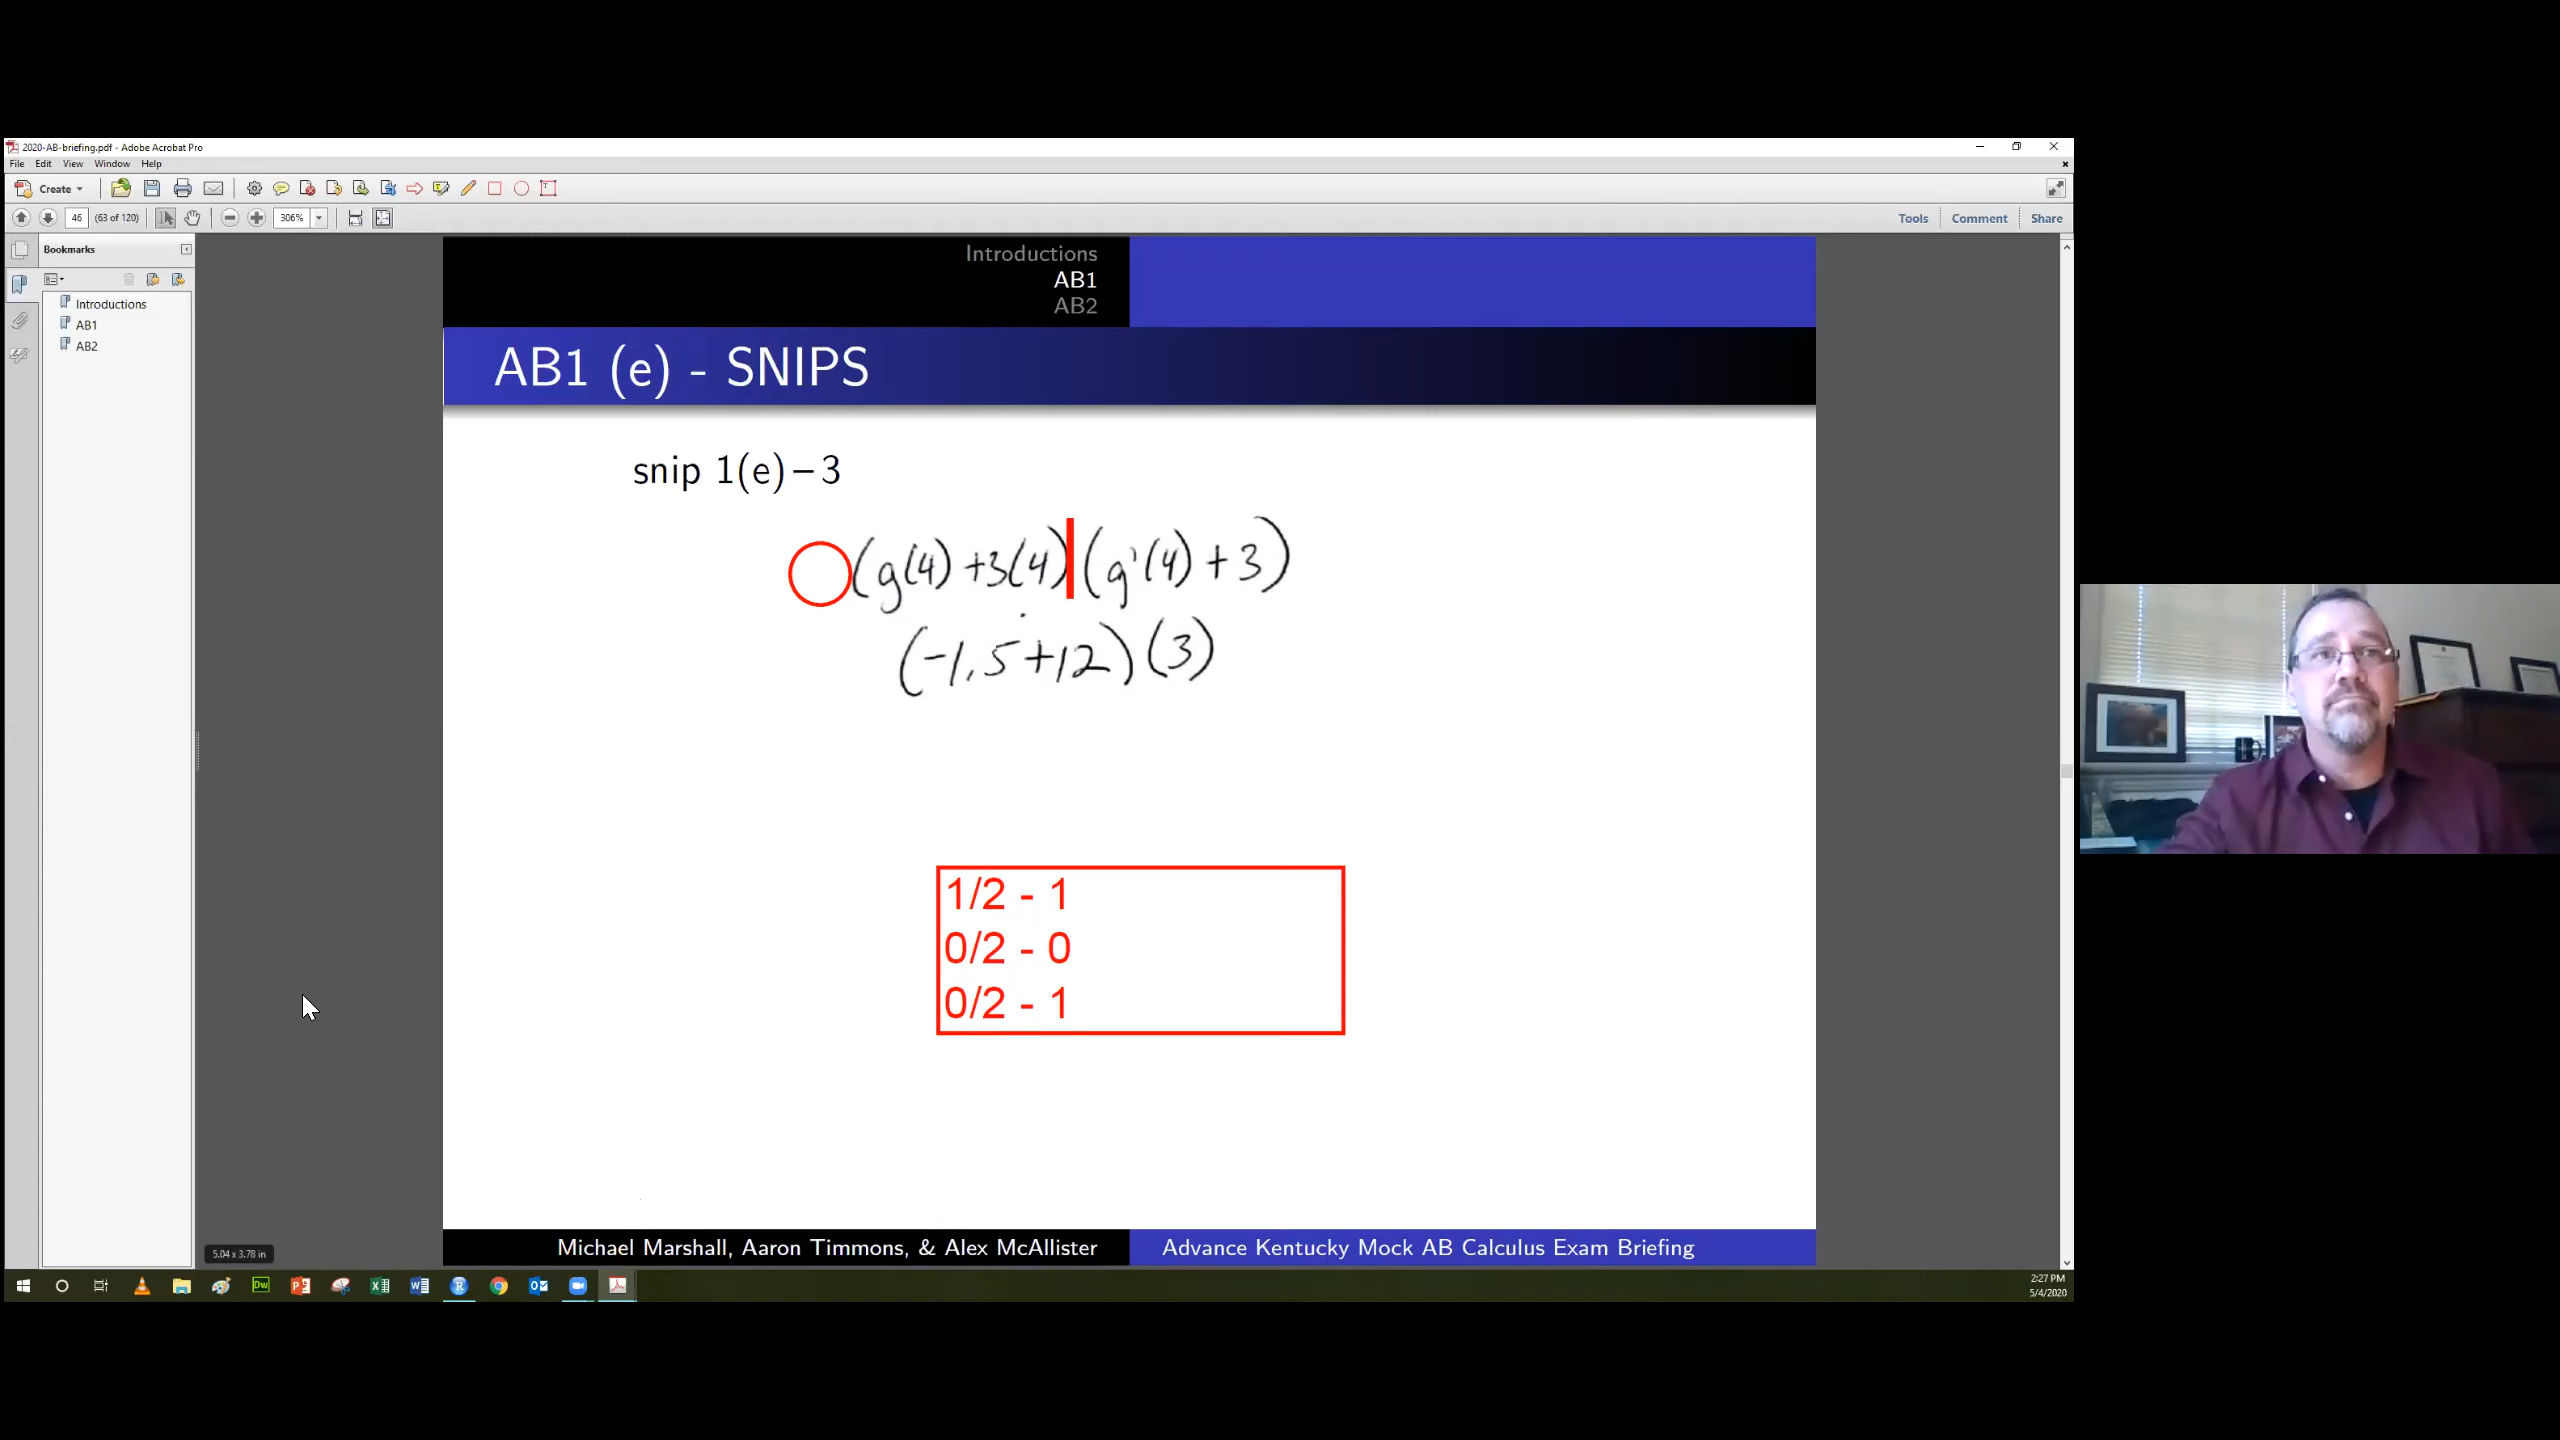 2020-AB-briefing.pdf - Adobe Acrobat Pro
File Edit View Window Help
Create
46 (63 of 120) 306% Tools Comment Share
Bookmarks
Introductions
AB1
AB2
Introductions
AB1
AB2
AB1 (e) - SNIPS
snip 1(e)–3
(g(4)+3(4)|(g'(4)+3)
(-1.5+12)(3)
1/2 - 1
0/2 - 0
0/2 - 1
5.04 x 3.78 in
Michael Marshall, Aaron Timmons, & Alex McAllister Advance Kentucky Mock AB Calculus Exam Briefing
2:27 PM
5/4/2020